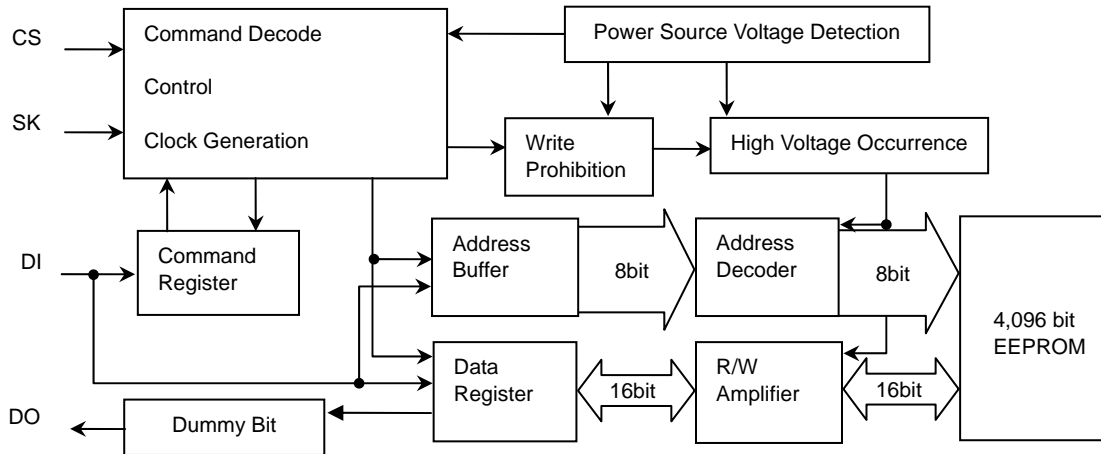 CS
Command Decode
Control
Clock Generation
Power Source Voltage Detection
SK
Write
Prohibition
High Voltage Occurrence
DI
Command
Register
Address
Buffer
8bit
Address
Decoder
8bit
4,096 bit
EEPROM
Data
Register
16bit
R/W
Amplifier
16bit
DO
Dummy Bit